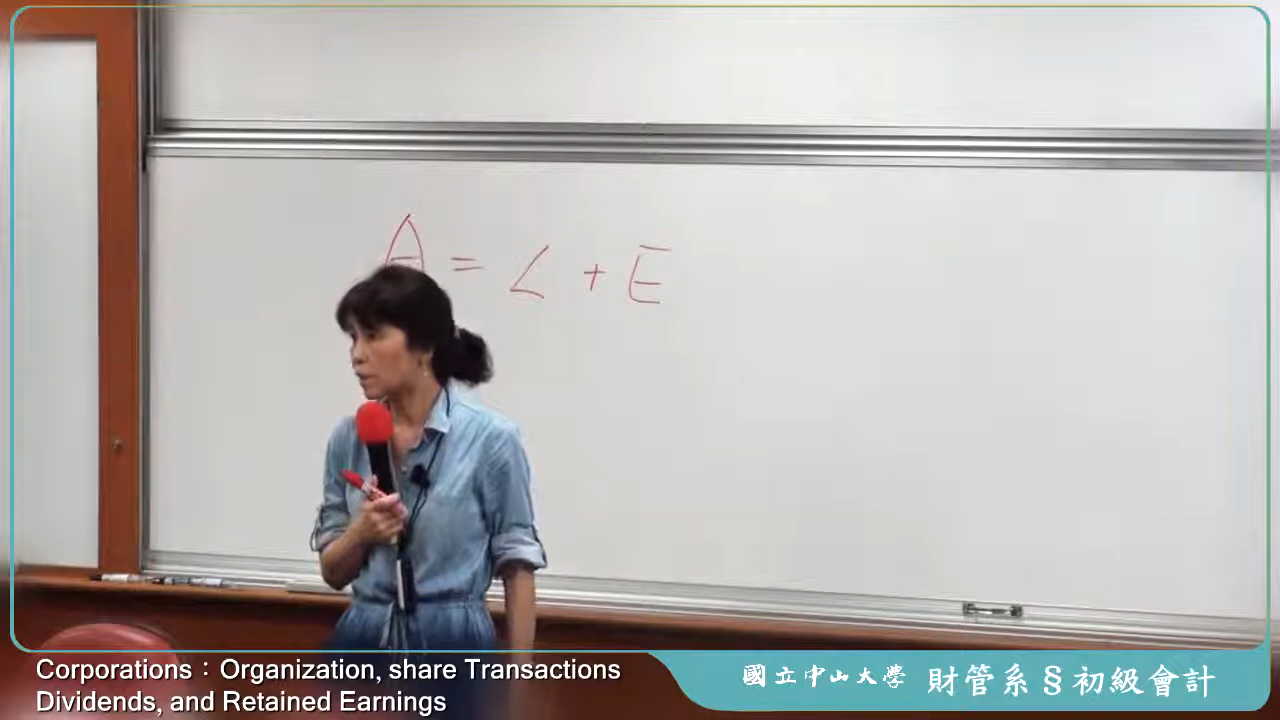 A = L + E
Corporations：Organization, share Transactions
Dividends, and Retained Earnings
國立中山大學 財管系§初級會計